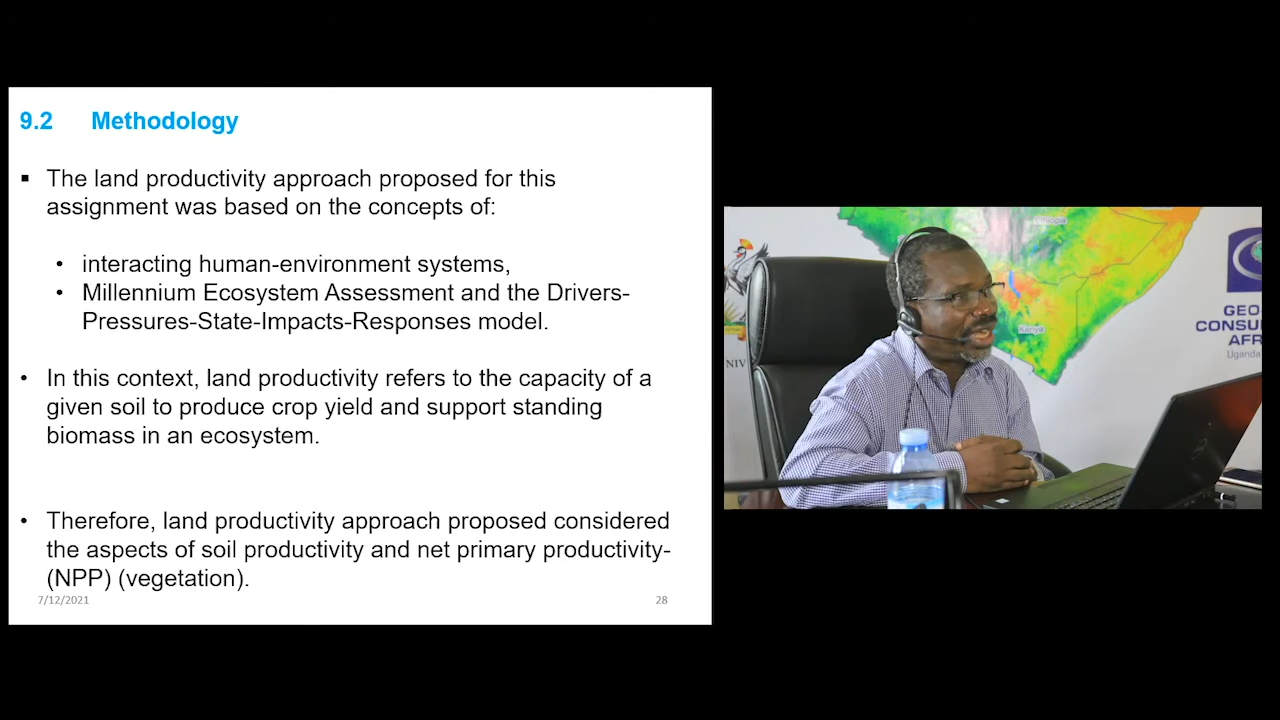 9.2 Methodology
▪ The land productivity approach proposed for this
assignment was based on the concepts of:
• interacting human-environment systems,
• Millennium Ecosystem Assessment and the Drivers-
Pressures-State-Impacts-Responses model.
• In this context, land productivity refers to the capacity of a
given soil to produce crop yield and support standing
biomass in an ecosystem.
• Therefore, land productivity approach proposed considered
the aspects of soil productivity and net primary productivity-
(NPP) (vegetation).
7/12/2021
28
Ethiopia
Kenya
NIV
GEO
CONSU
AFR
Uganda